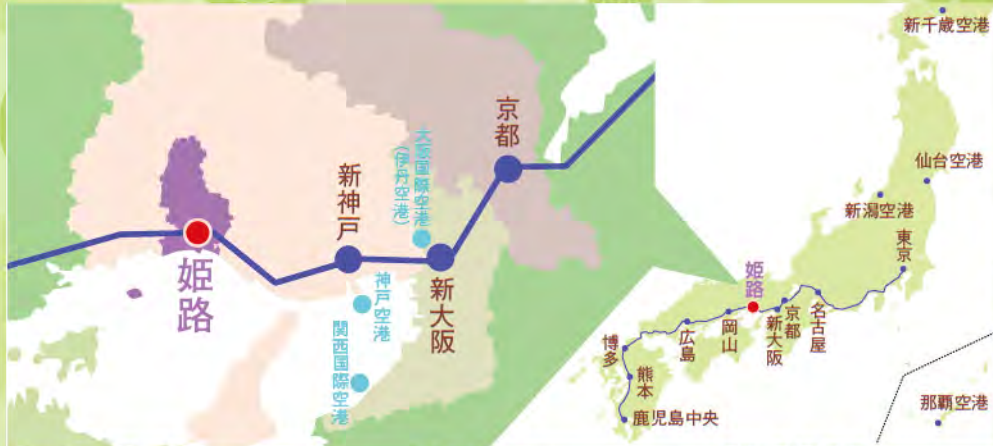 姫路
新神戸
大阪国際空港
(伊丹空港)
京都
新大阪
神戸空港
関西国際空港
新千歳空港
仙台空港
新潟空港
東京
姫路
名古屋
京都
新大阪
岡山
広島
博多
熊本
鹿児島中央
那覇空港